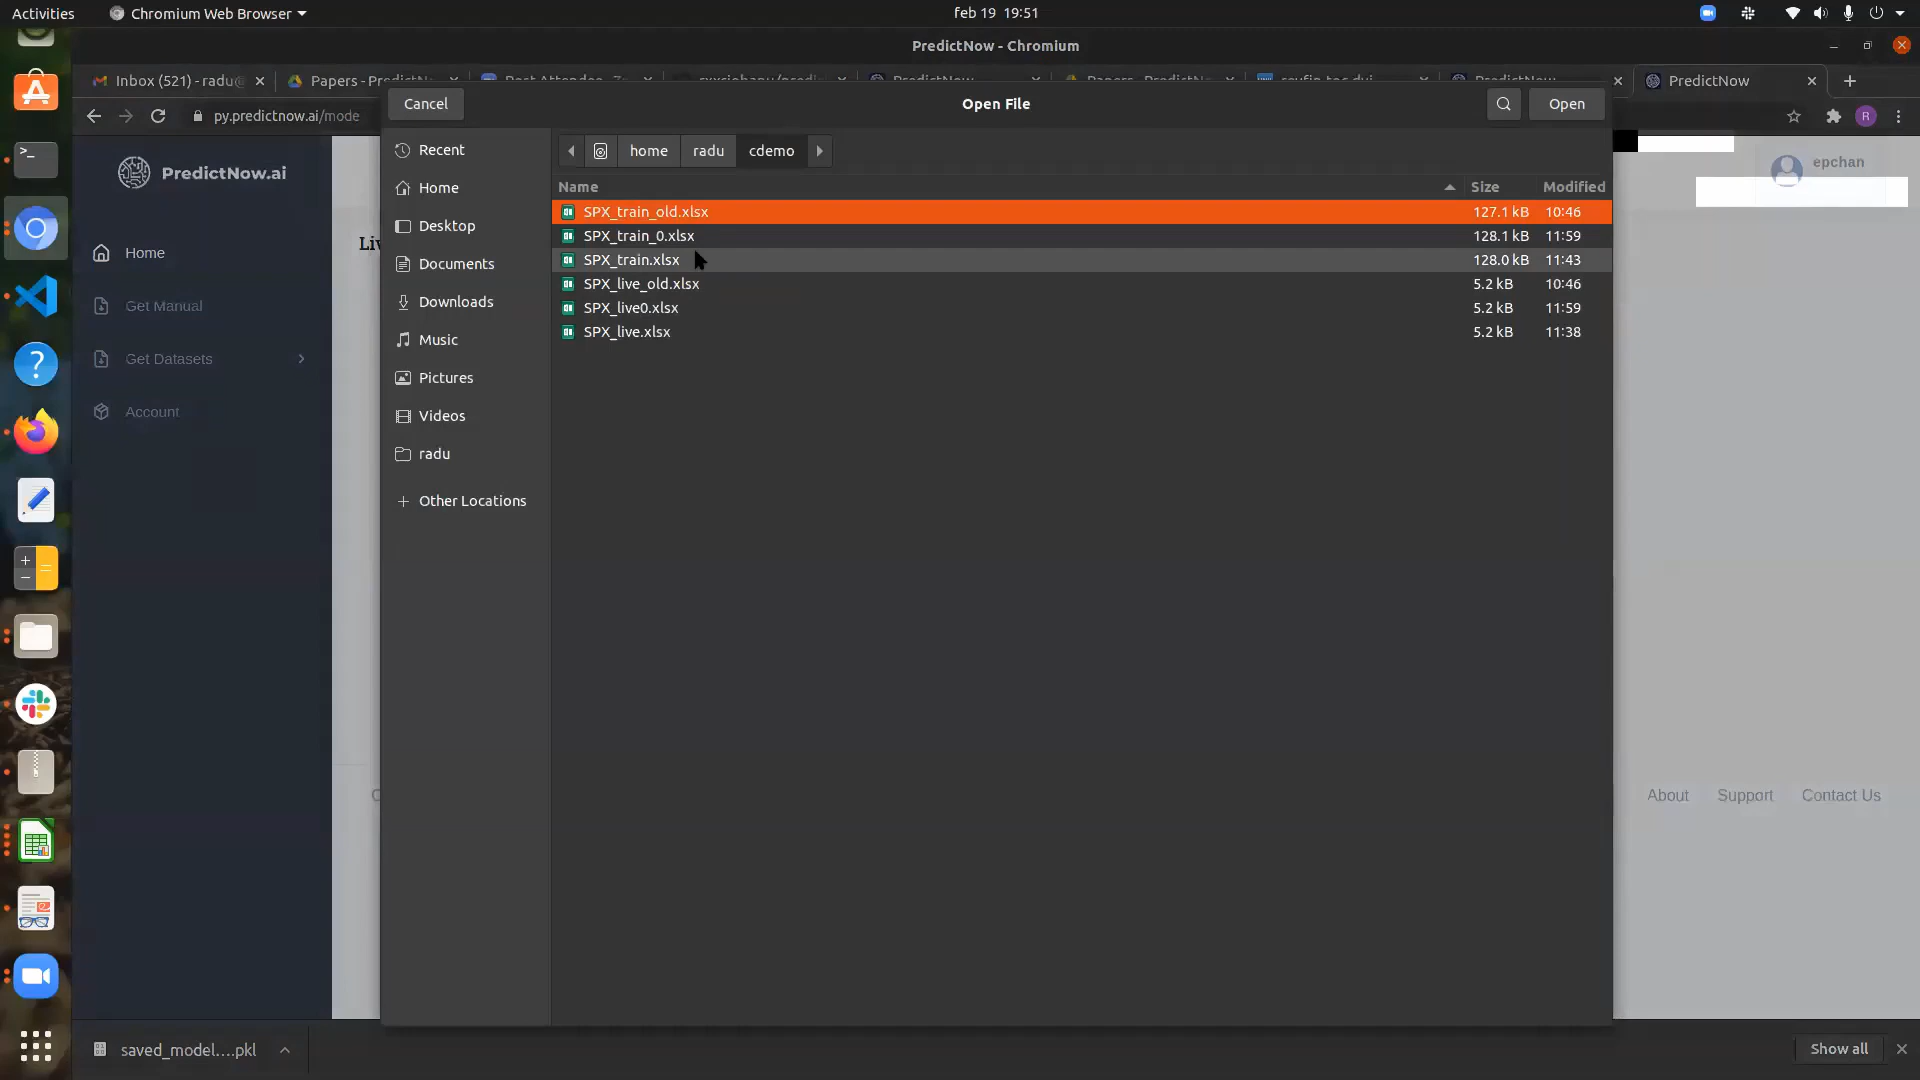 Activities
Chromium Web Browser
feb 19 19:51
PredictNow - Chromium
Inbox (521) - radu@
Papers - PredictN
PredictNow
PredictNow
PredictNow
py.predictnow.ai/mode
R
Cancel
Open File
Open
PredictNow.ai
epchan
Home
Get Manual
Get Datasets
Account
Liv
Recent
Home
Desktop
Documents
Downloads
Music
Pictures
Videos
radu
Other Locations
home
radu
cdemo
Name
Size
Modified
SPX_train_old.xlsx 127.1 kB 10:46
SPX_train_0.xlsx 128.1 kB 11:59
SPX_train.xlsx 128.0 kB 11:43
SPX_live_old.xlsx 5.2 kB 10:46
SPX_live0.xlsx 5.2 kB 11:59
SPX_live.xlsx 5.2 kB 11:38
About
Support
Contact Us
saved_model....pkl
Show all